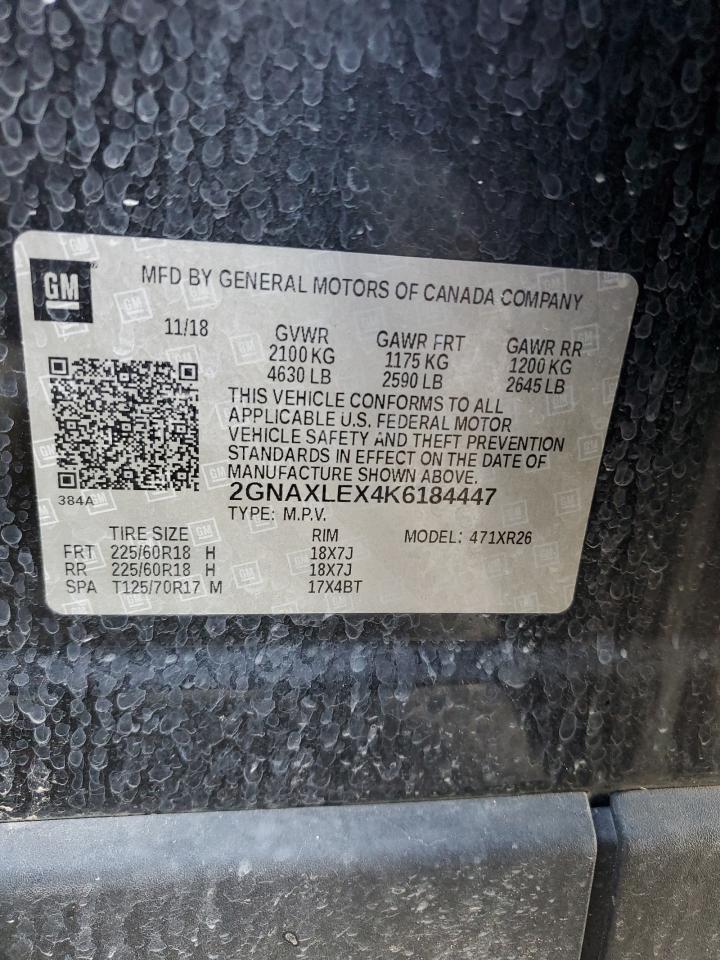 GM
MFD BY GENERAL MOTORS OF CANADA COMPANY
11/18
GVWR
2100 KG
4630 LB
GAWR FRT
1175 KG
2590 LB
GAWR RR
1200 KG
2645 LB
THIS VEHICLE CONFORMS TO ALL
APPLICABLE U.S. FEDERAL MOTOR
VEHICLE SAFETY AND THEFT PREVENTION
STANDARDS IN EFFECT ON THE DATE OF
MANUFACTURE SHOWN ABOVE.
384A
2GNAXLEX4K6184447
TYPE: M.P.V.
TIRE SIZE RIM MODEL: 471XR26
FRT 225/60R18 H 18X7J
RR 225/60R18 H 18X7J
SPA T125/70R17 M 17X4BT